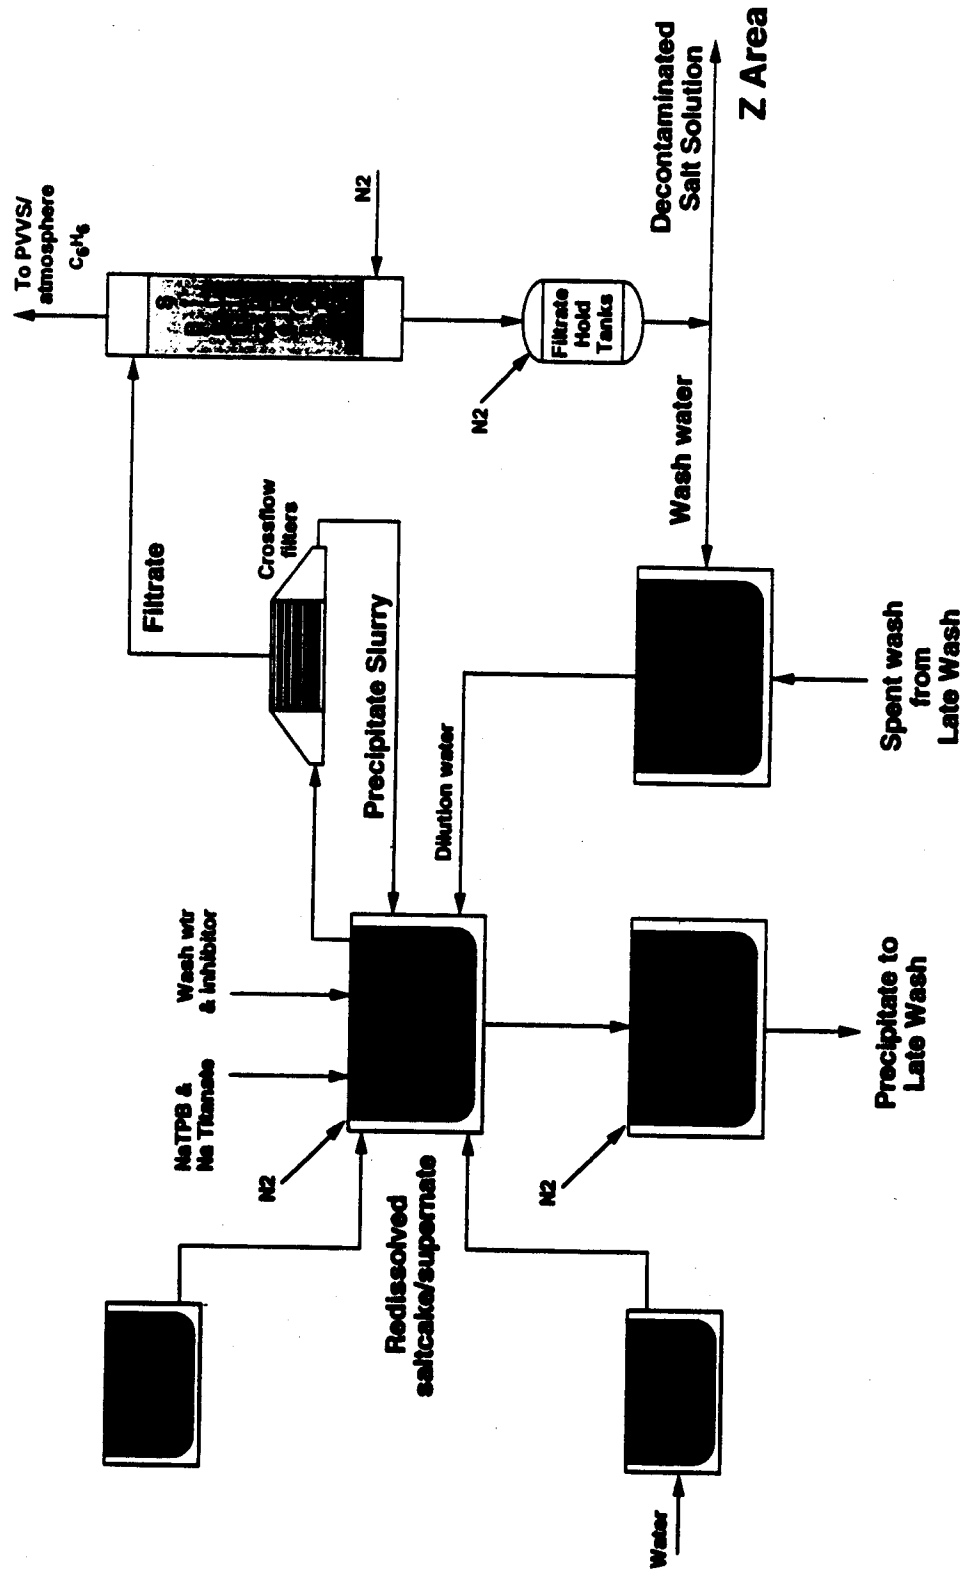 To PVVS/
atmosphere
C₆H₆
N2
Filtrate
Crossflow
filters
Precipitate Slurry
N2
Filtrate
Hold
Tanks
Decontaminated
Salt Solution
Z Area
Wash water
Dilution water
Spent wash
from
Late Wash
Wash wtr
& inhibitor
NaTPB &
Na Titanate
N2
Redissolved
saltcake/supernate
N2
Precipitate to
Late Wash
Water